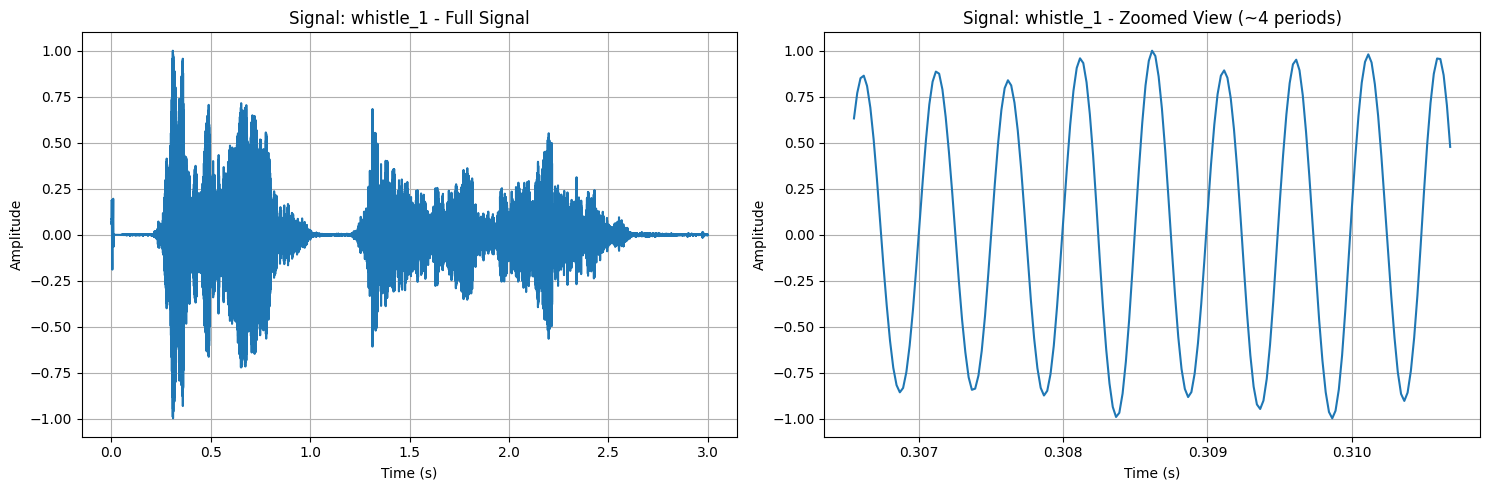 Signal: whistle_1 - Full Signal
Amplitude
1.00
0.75
0.50
0.25
0.00
−0.25
−0.50
−0.75
−1.00
0.0 0.5 1.0 1.5 2.0 2.5 3.0
Time (s)
Signal: whistle_1 - Zoomed View (~4 periods)
Amplitude
1.00
0.75
0.50
0.25
0.00
−0.25
−0.50
−0.75
−1.00
0.307 0.308 0.309 0.310
Time (s)